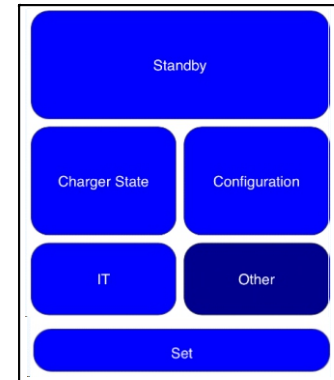 Standby
Charger State
Configuration
IT
Other
Set